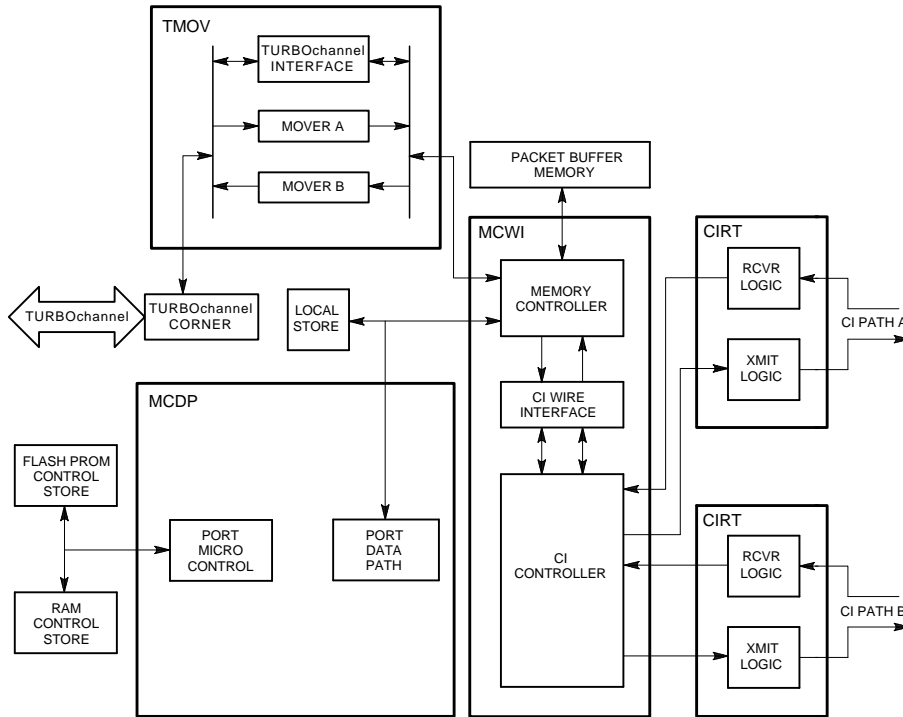 TMOV
TURBOchannel
INTERFACE
MOVER A
MOVER B
PACKET BUFFER
MEMORY
MCWI
CIRT
RCVR
LOGIC
MEMORY
CONTROLLER
TURBOchannel
TURBOchannel
CORNER
LOCAL
STORE
CI PATH A
XMIT
LOGIC
MCDP
CI WIRE
INTERFACE
FLASH PROM
CONTROL
STORE
CIRT
PORT
MICRO
CONTROL
PORT
DATA
PATH
CI
CONTROLLER
RCVR
LOGIC
RAM
CONTROL
STORE
CI PATH B
XMIT
LOGIC